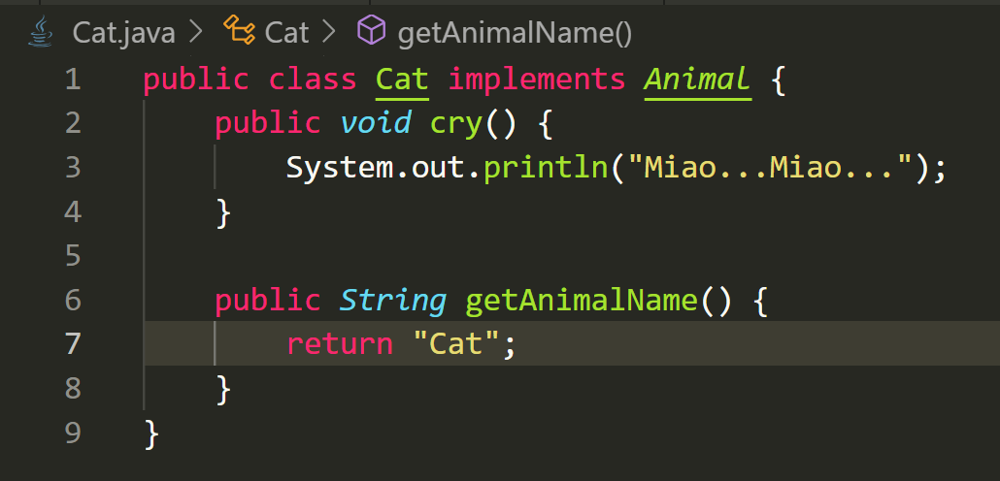 Cat.java > Cat > getAnimalName()
1 public class Cat implements Animal {
2     public void cry() {
3         System.out.println("Miao...Miao...");
4     }
5
6     public String getAnimalName() {
7         return "Cat";
8     }
9 }